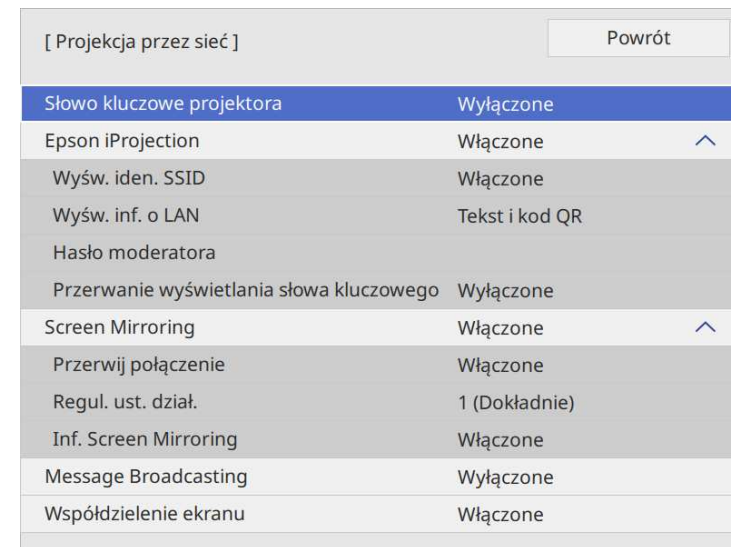 [ Projekcja przez sieć ] Powrót
Słowo kluczowe projektora Wyłączone
Epson iProjection Włączone
Wyśw. iden. SSID Włączone
Wyśw. inf. o LAN Tekst i kod QR
Hasło moderatora
Przerwanie wyświetlania słowa kluczowego Wyłączone
Screen Mirroring Włączone
Przerwij połączenie Włączone
Regul. ust. dział. 1 (Dokładnie)
Inf. Screen Mirroring Włączone
Message Broadcasting Wyłączone
Współdzielenie ekranu Włączone